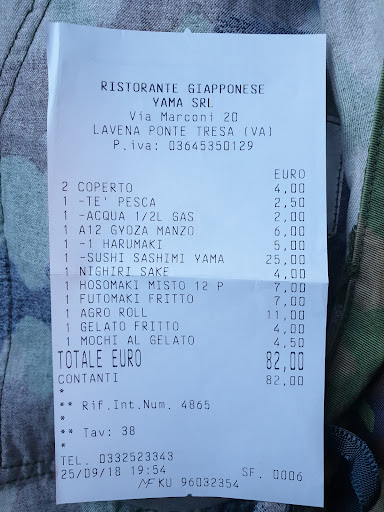 RISTORANTE GIAPPONESE
YAMA SRL
Via Marconi 20
LAVENA PONTE TRESA (VA)
P.iva: 03645350129
EURO
2 COPERTO 4,00
1 -TE' PESCA 2,50
1 -ACQUA 1/2L GAS 2,00
1 A12 GYOZA MANZO 6,00
1 -1 HARUMAKI 5,00
1 -SUSHI SASHIMI YAMA 25,00
1 NIGHIRI SAKE 4,00
1 HOSOMAKI MISTO 12 P 7,00
1 FUTOMAKI FRITTO 7,00
1 AGRO ROLL 11,00
1 GELATO FRITTO 4,00
1 MOCHI AL GELATO 4,50
TOTALE EURO 82,00
CONTANTI 82,00
*
** Rif.Int.Num. 4865
*
** Tav: 38
*
TEL. 0332523343
25/09/18 19:54 SF. 0006
MF KU 96032354